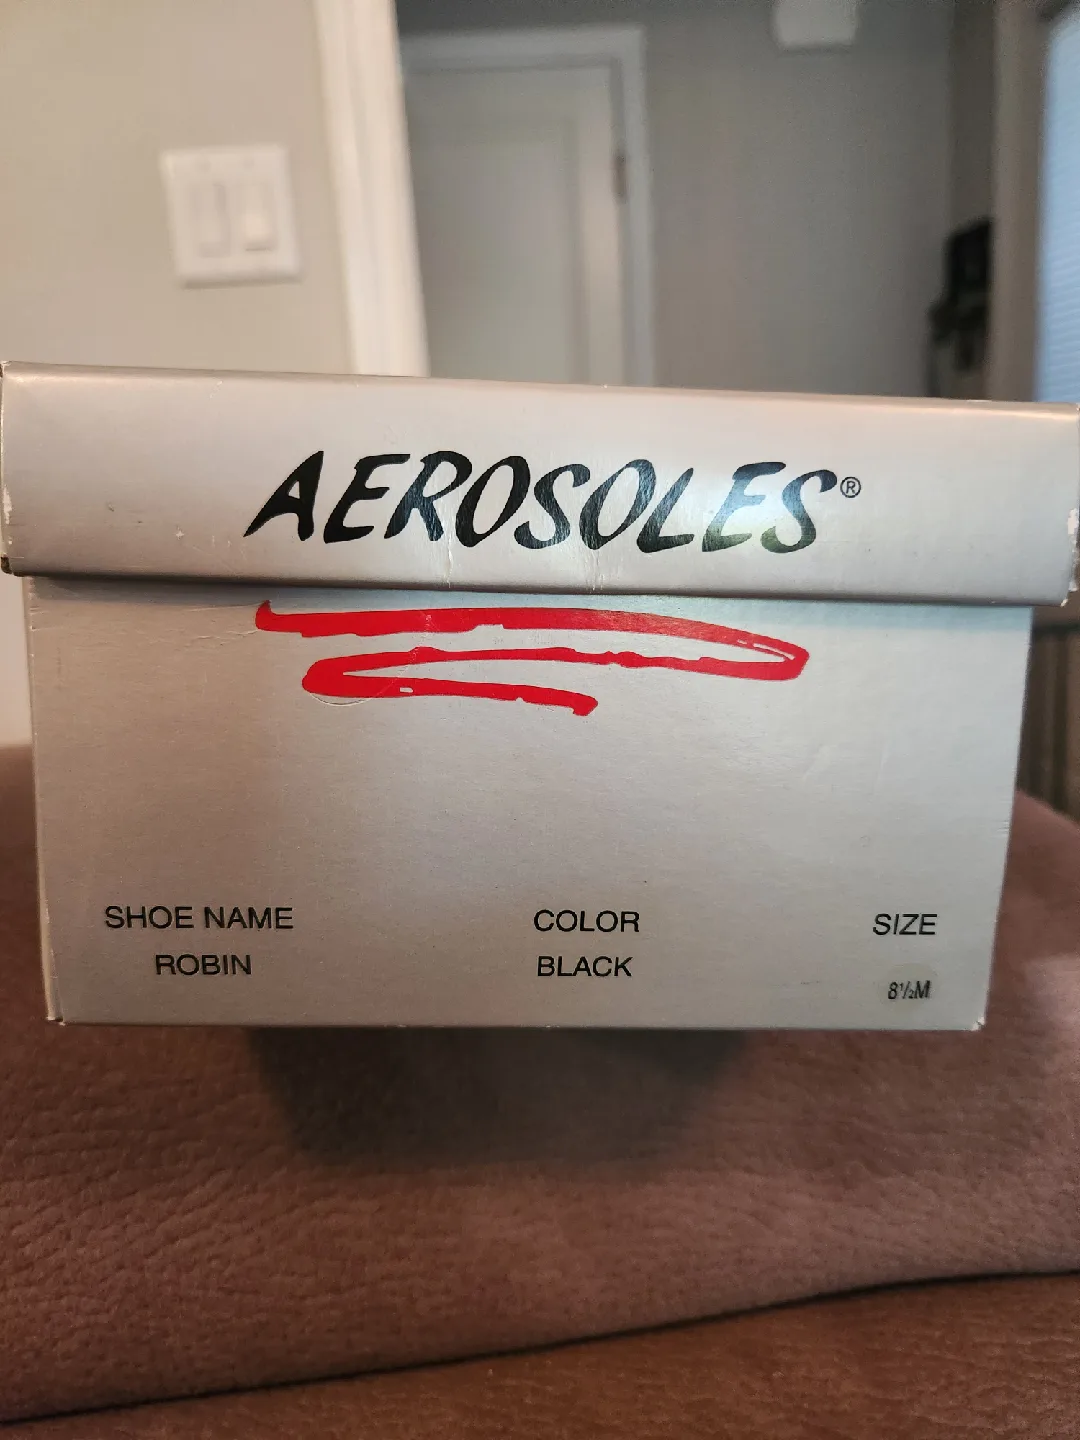 AEROSOLES®
SHOE NAME COLOR SIZE
ROBIN BLACK 8½M